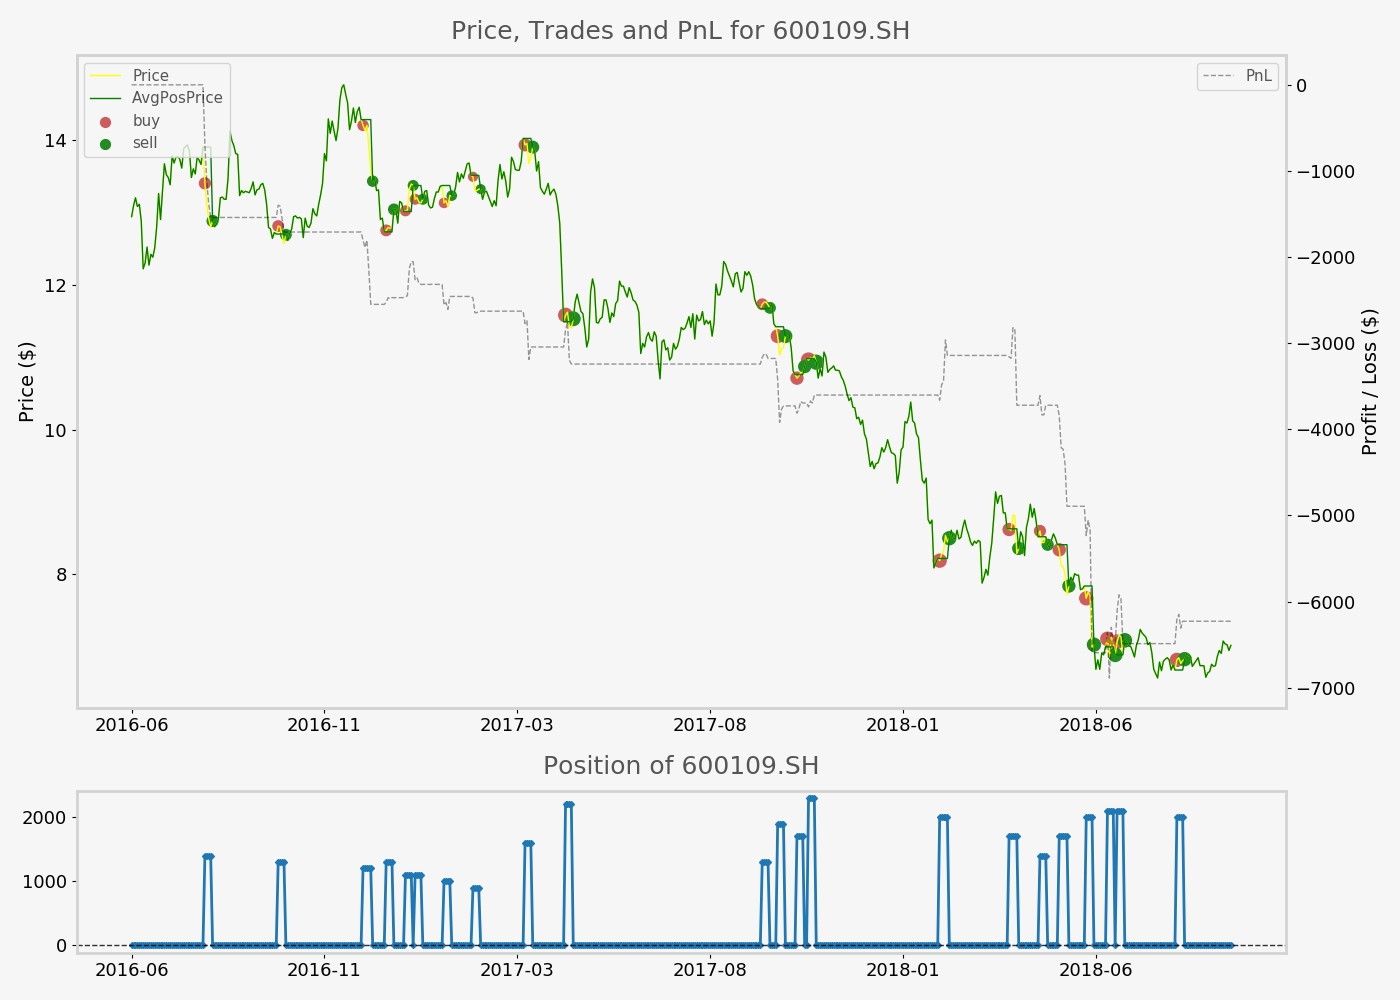 Price, Trades and PnL for 600109.SH
Price
AvgPosPrice
buy
sell
PnL
14
12
10
8
Price ($)
0
−1000
−2000
−3000
−4000
−5000
−6000
−7000
Profit / Loss ($)
2016-06 2016-11 2017-03 2017-08 2018-01 2018-06
Position of 600109.SH
2000
1000
0
2016-06 2016-11 2017-03 2017-08 2018-01 2018-06